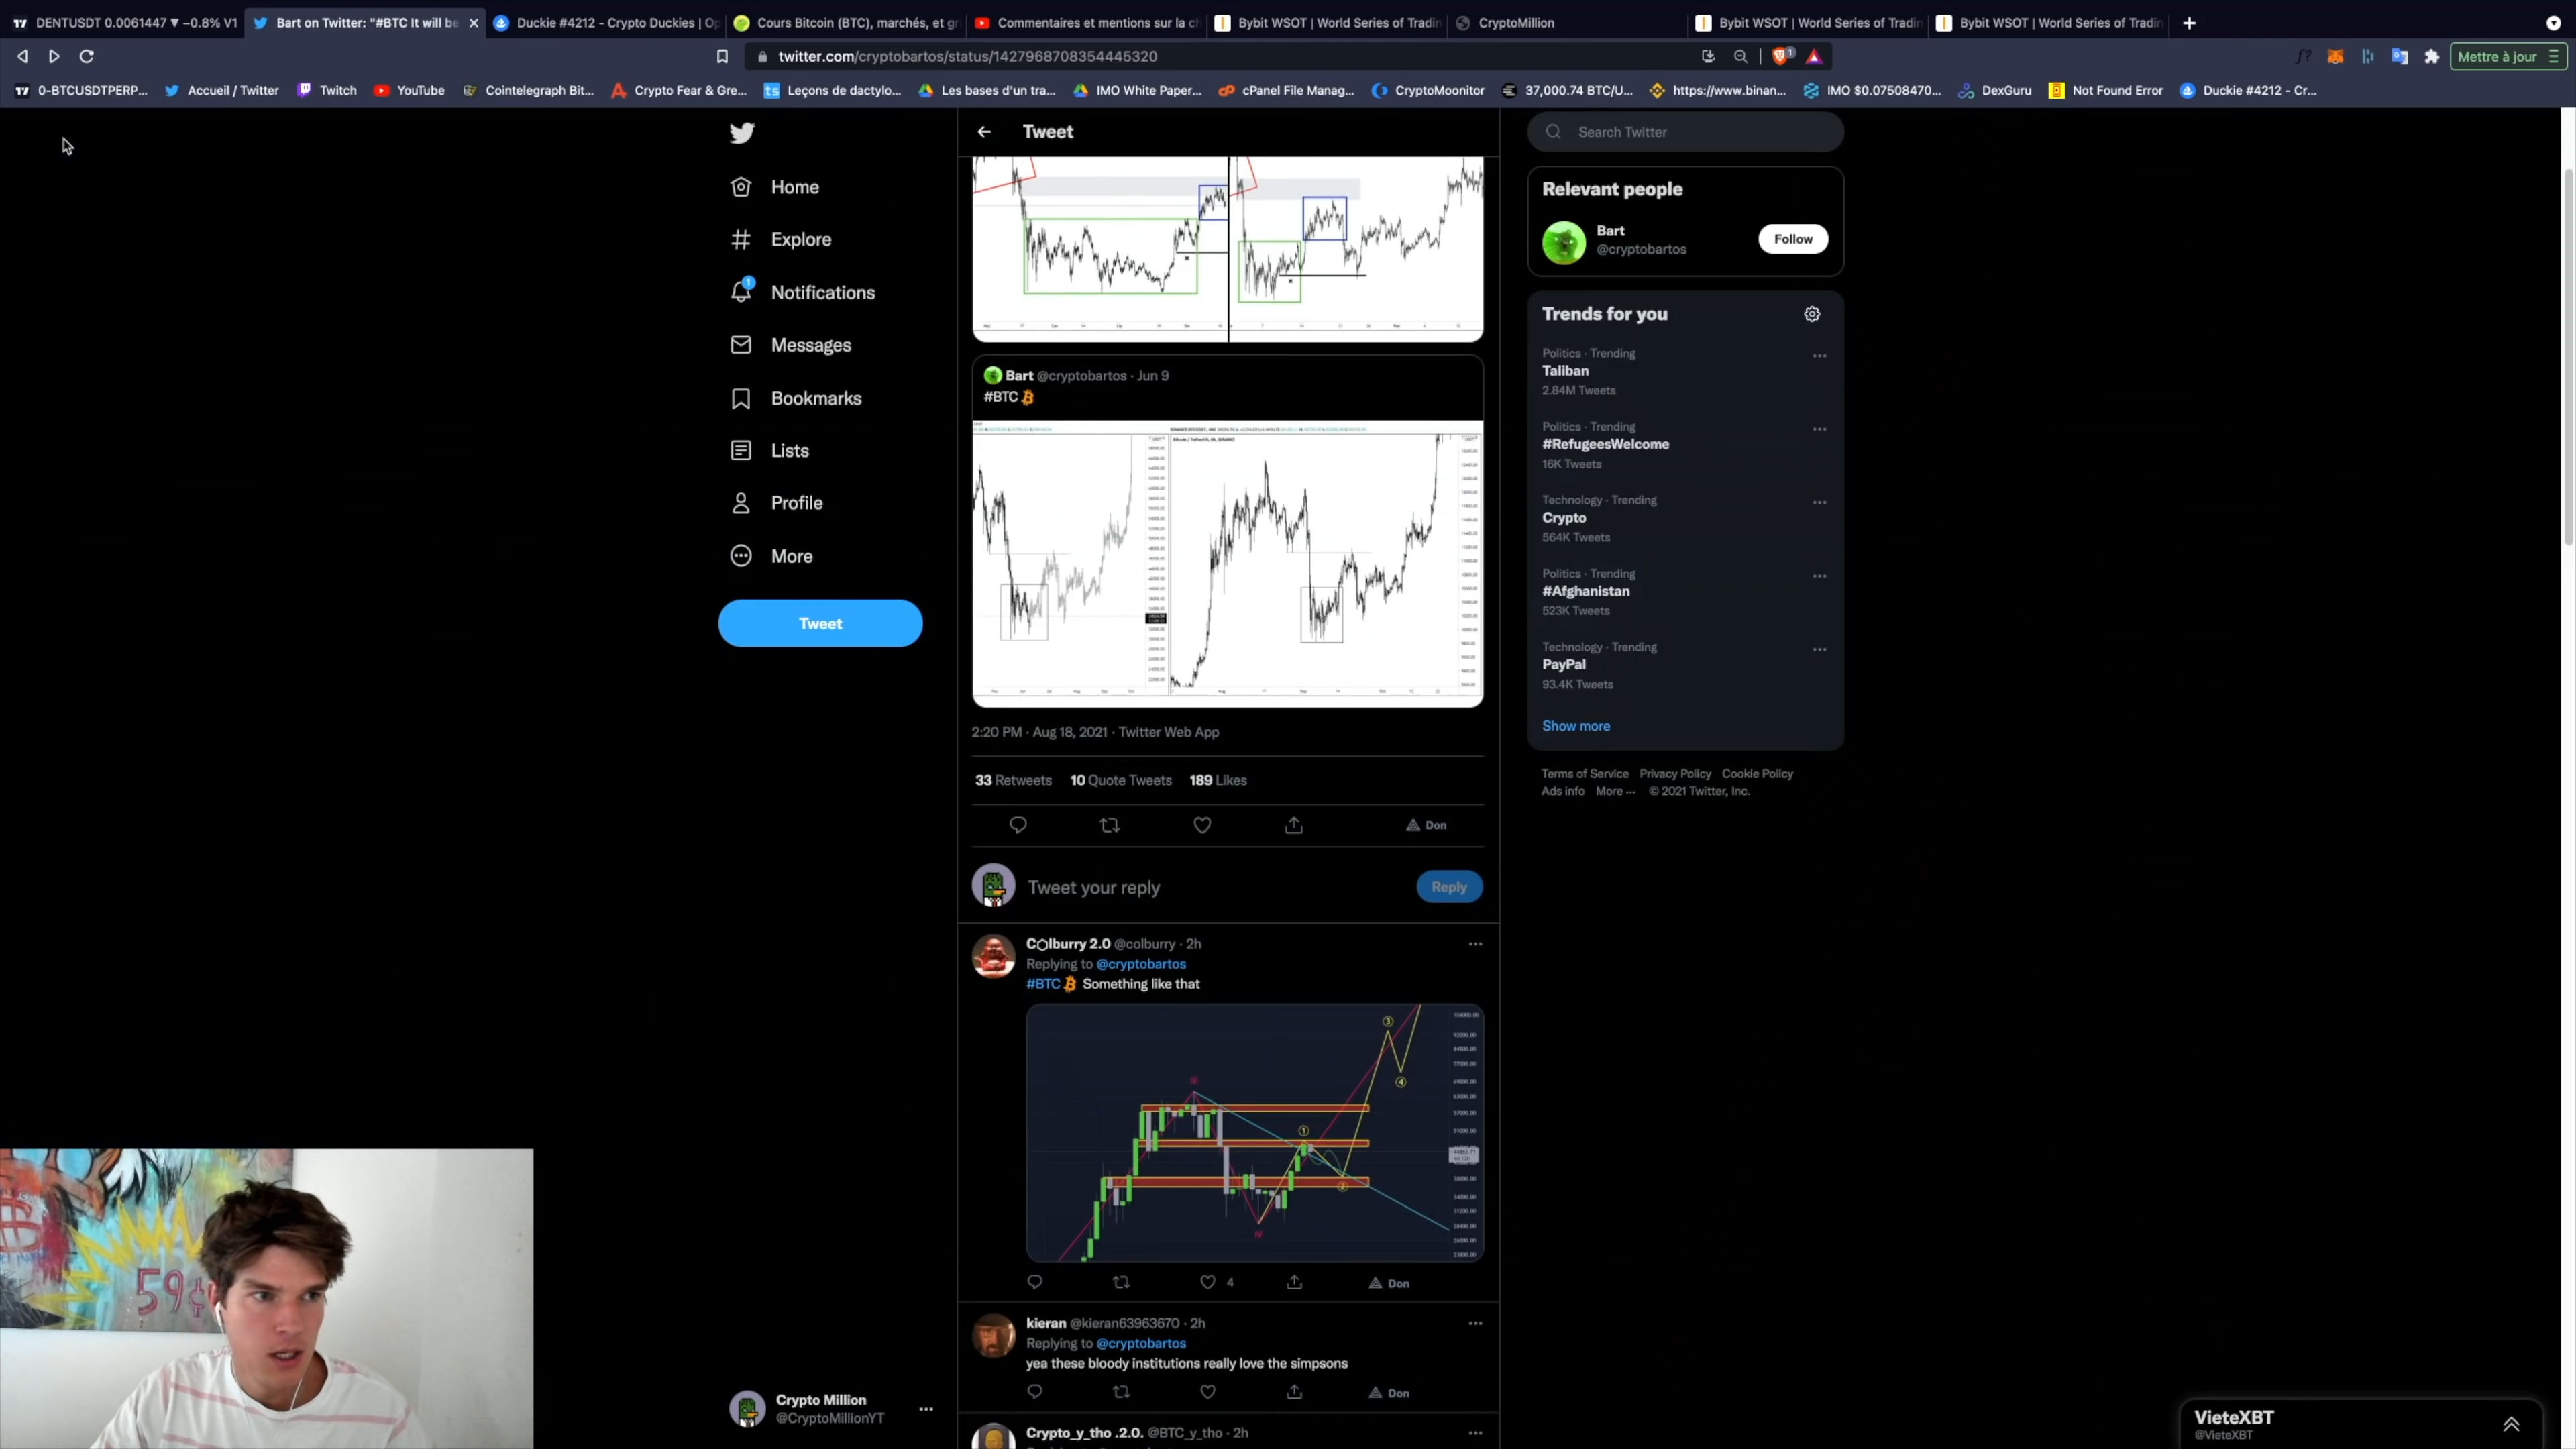 DENTUSDT 0.0061447 ▼ −0.8% V1
Bart on Twitter: "#BTC It will be
Duckie #4212 - Crypto Duckies | Op
Cours Bitcoin (BTC), marchés, et gr
Commentaires et mentions sur la ch
Bybit WSOT | World Series of Tradin
CryptoMillion
Bybit WSOT | World Series of Tradin
Bybit WSOT | World Series of Tradin
twitter.com/cryptobartos/status/1427968708354445320
Mettre à jour
0-BTCUSDTPERP...
Accueil / Twitter
Twitch
YouTube
Cointelegraph Bit...
Crypto Fear & Gre...
Leçons de dactylo...
Les bases d'un tra...
IMO White Paper...
cPanel File Manag...
CryptoMoonitor
37,000.74 BTC/U...
https://www.binan...
IMO $0.07508470...
DexGuru
Not Found Error
Duckie #4212 - Cr...
Home
Explore
1
Notifications
Messages
Bookmarks
Lists
Profile
More
Tweet
Crypto Million
@CryptoMillionYT
Tweet
Bart @cryptobartos · Jun 9
#BTC
2:20 PM · Aug 18, 2021 · Twitter Web App
33 Retweets 10 Quote Tweets 189 Likes
Don
Tweet your reply
Reply
C⬡lburry 2.0 @colburry · 2h
Replying to @cryptobartos
#BTC Something like that
4
Don
kieran @kieran63963670 · 2h
Replying to @cryptobartos
yea these bloody institutions really love the simpsons
Don
Crypto_y_tho .2.0. @BTC_y_tho · 2h
Search Twitter
Relevant people
Bart
@cryptobartos
Follow
Trends for you
Politics · Trending
Taliban
2.84M Tweets
Politics · Trending
#RefugeesWelcome
16K Tweets
Technology · Trending
Crypto
564K Tweets
Politics · Trending
#Afghanistan
523K Tweets
Technology · Trending
PayPal
93.4K Tweets
Show more
Terms of Service Privacy Policy Cookie Policy
Ads info More ··· © 2021 Twitter, Inc.
VieteXBT
@VieteXBT
59¢